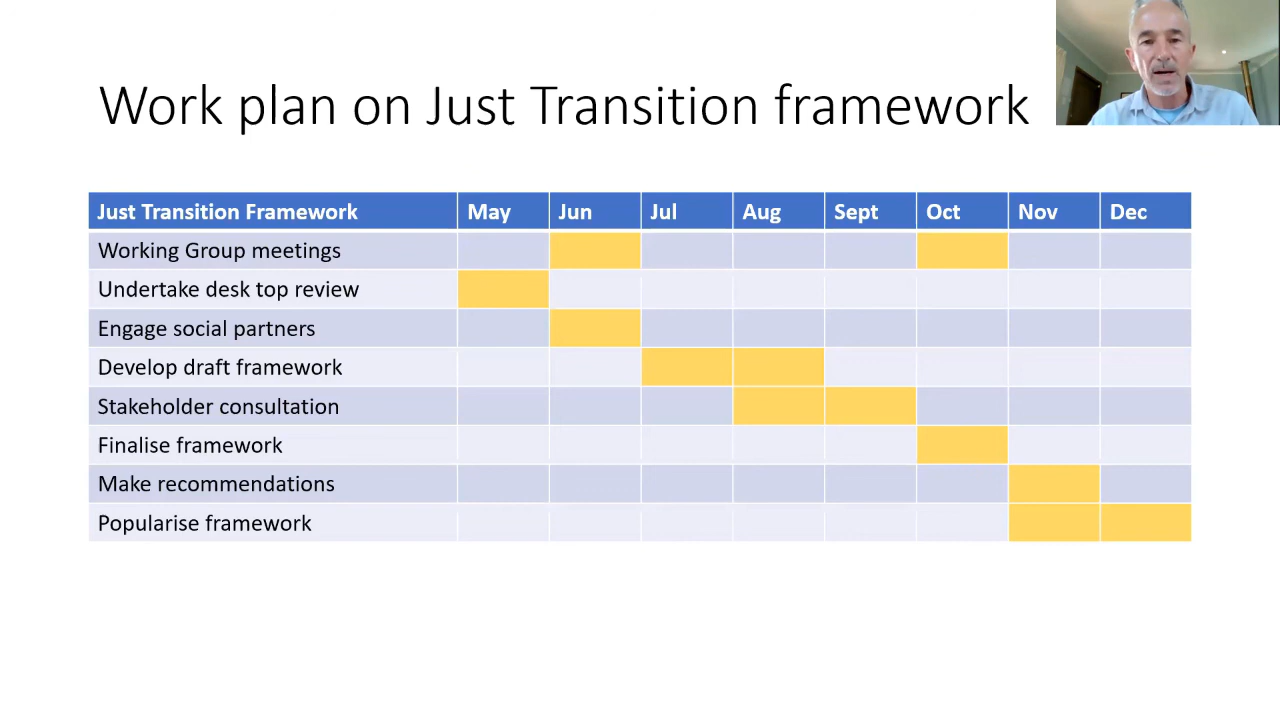 Work plan on Just Transition framework
Just Transition Framework May Jun Jul Aug Sept Oct Nov Dec
Working Group meetings
Undertake desk top review
Engage social partners
Develop draft framework
Stakeholder consultation
Finalise framework
Make recommendations
Popularise framework